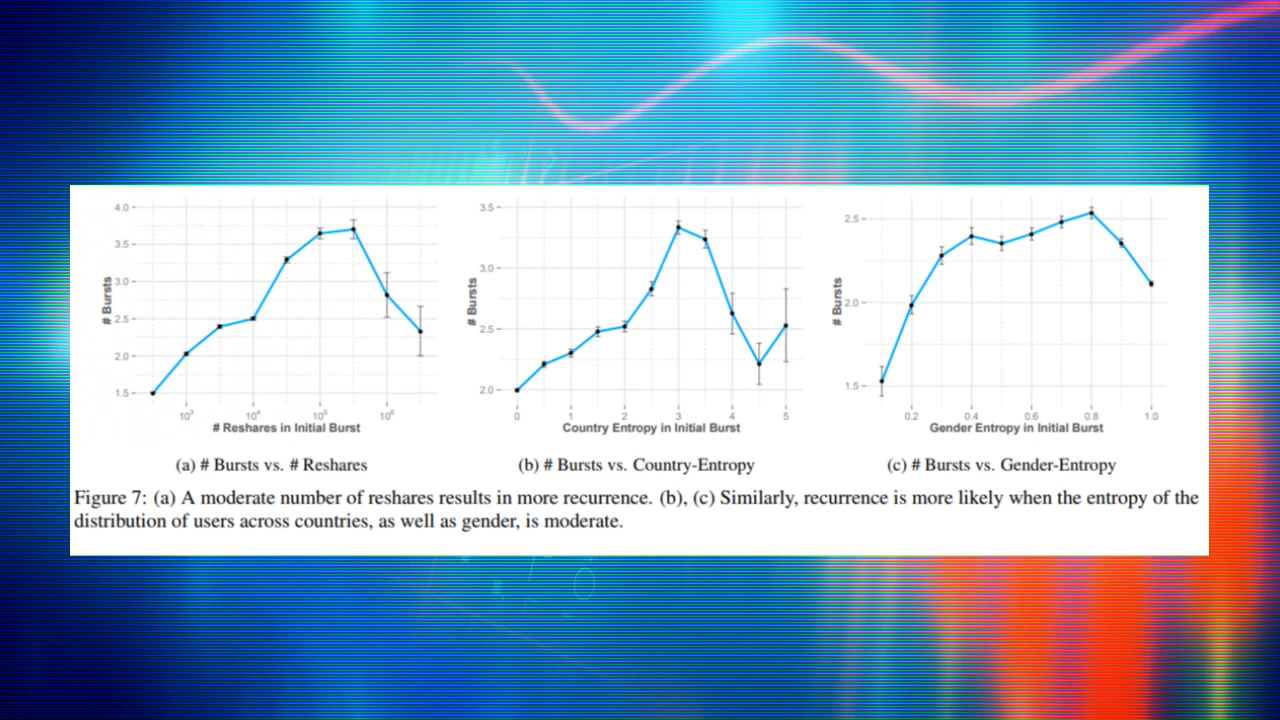 4.0
3.5
3.0
2.5
2.0
1.5
# Bursts
10³ 10⁴ 10⁵ 10⁶
# Reshares in Initial Burst
(a) # Bursts vs. # Reshares
3.5
3.0
2.5
2.0
# Bursts
0 1 2 3 4 5
Country Entropy in Initial Burst
(b) # Bursts vs. Country-Entropy
2.5
2.0
1.5
# Bursts
0.2 0.4 0.6 0.8 1.0
Gender Entropy in Initial Burst
(c) # Bursts vs. Gender-Entropy
Figure 7: (a) A moderate number of reshares results in more recurrence. (b), (c) Similarly, recurrence is more likely when the entropy of the
distribution of users across countries, as well as gender, is moderate.